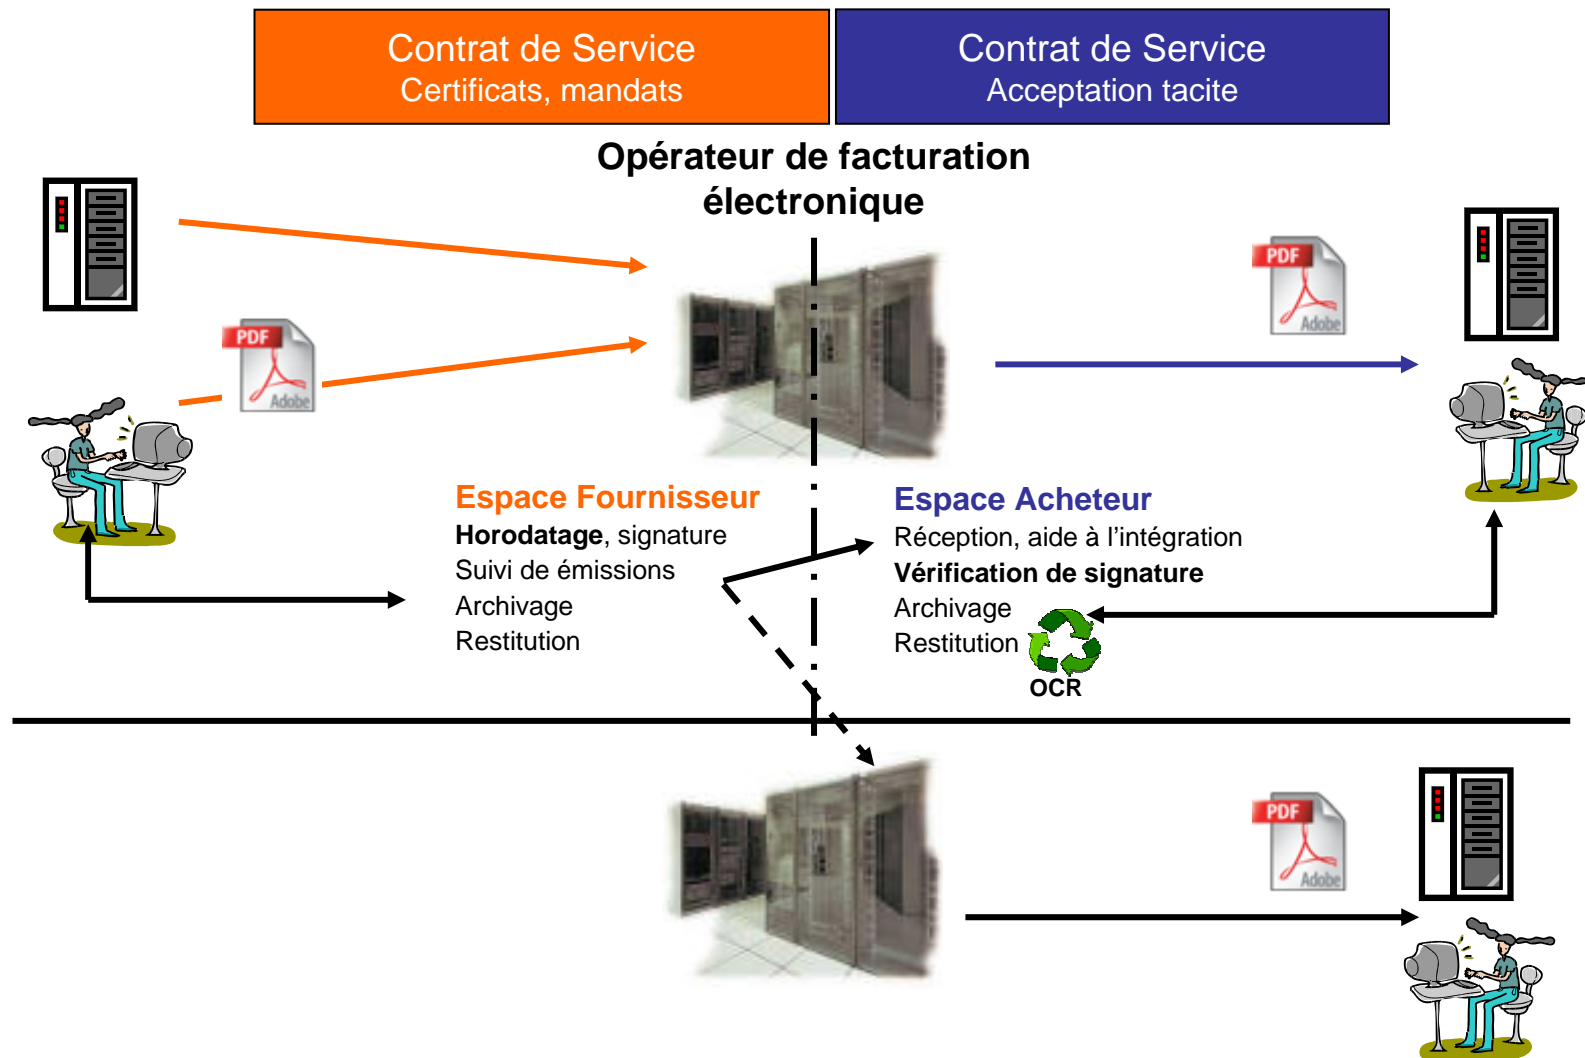 Contrat de Service
Certificats, mandats
Contrat de Service
Acceptation tacite
Opérateur de facturation
électronique
PDF
Adobe
PDF
Adobe
Espace Fournisseur
Horodatage, signature
Suivi de émissions
Archivage
Restitution
Espace Acheteur
Réception, aide à l'intégration
Vérification de signature
Archivage
Restitution
OCR
PDF
Adobe